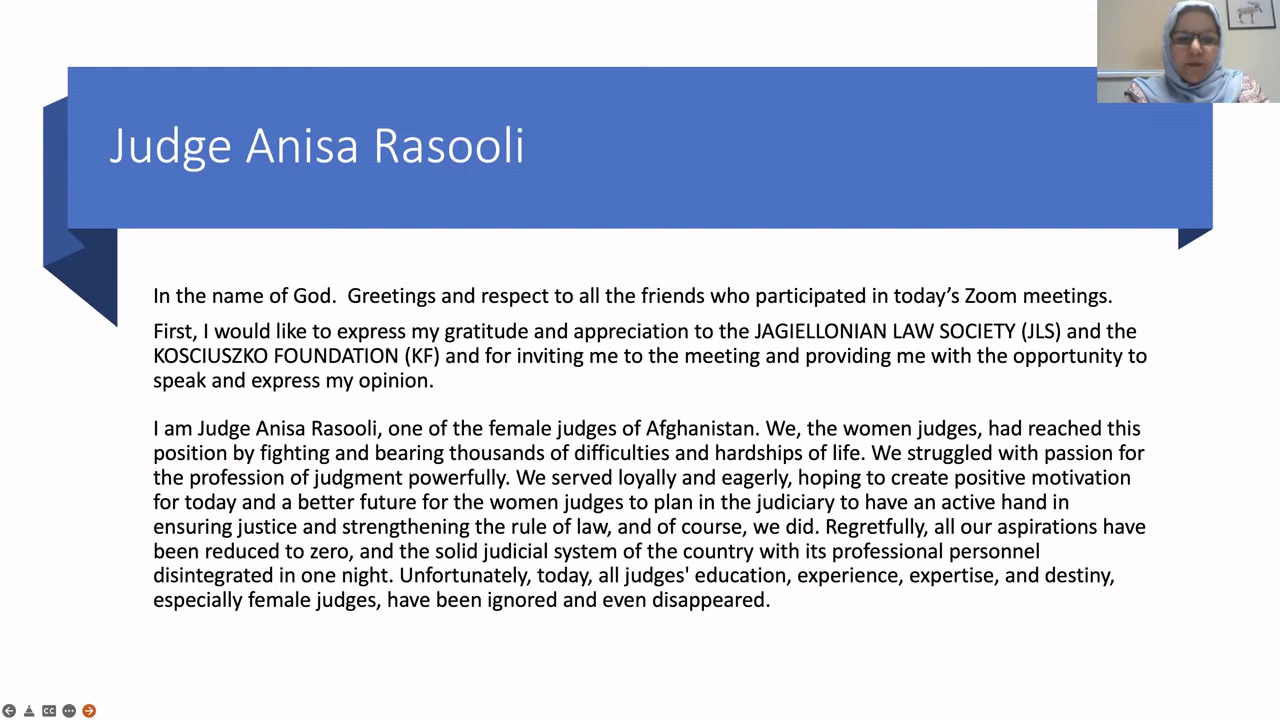 Judge Anisa Rasooli
In the name of God.  Greetings and respect to all the friends who participated in today’s Zoom meetings.
First, I would like to express my gratitude and appreciation to the JAGIELLONIAN LAW SOCIETY (JLS) and the
KOSCIUSZKO FOUNDATION (KF) and for inviting me to the meeting and providing me with the opportunity to
speak and express my opinion.
I am Judge Anisa Rasooli, one of the female judges of Afghanistan. We, the women judges, had reached this
position by fighting and bearing thousands of difficulties and hardships of life. We struggled with passion for
the profession of judgment powerfully. We served loyally and eagerly, hoping to create positive motivation
for today and a better future for the women judges to plan in the judiciary to have an active hand in
ensuring justice and strengthening the rule of law, and of course, we did. Regretfully, all our aspirations have
been reduced to zero, and the solid judicial system of the country with its professional personnel
disintegrated in one night. Unfortunately, today, all judges' education, experience, expertise, and destiny,
especially female judges, have been ignored and even disappeared.
CC